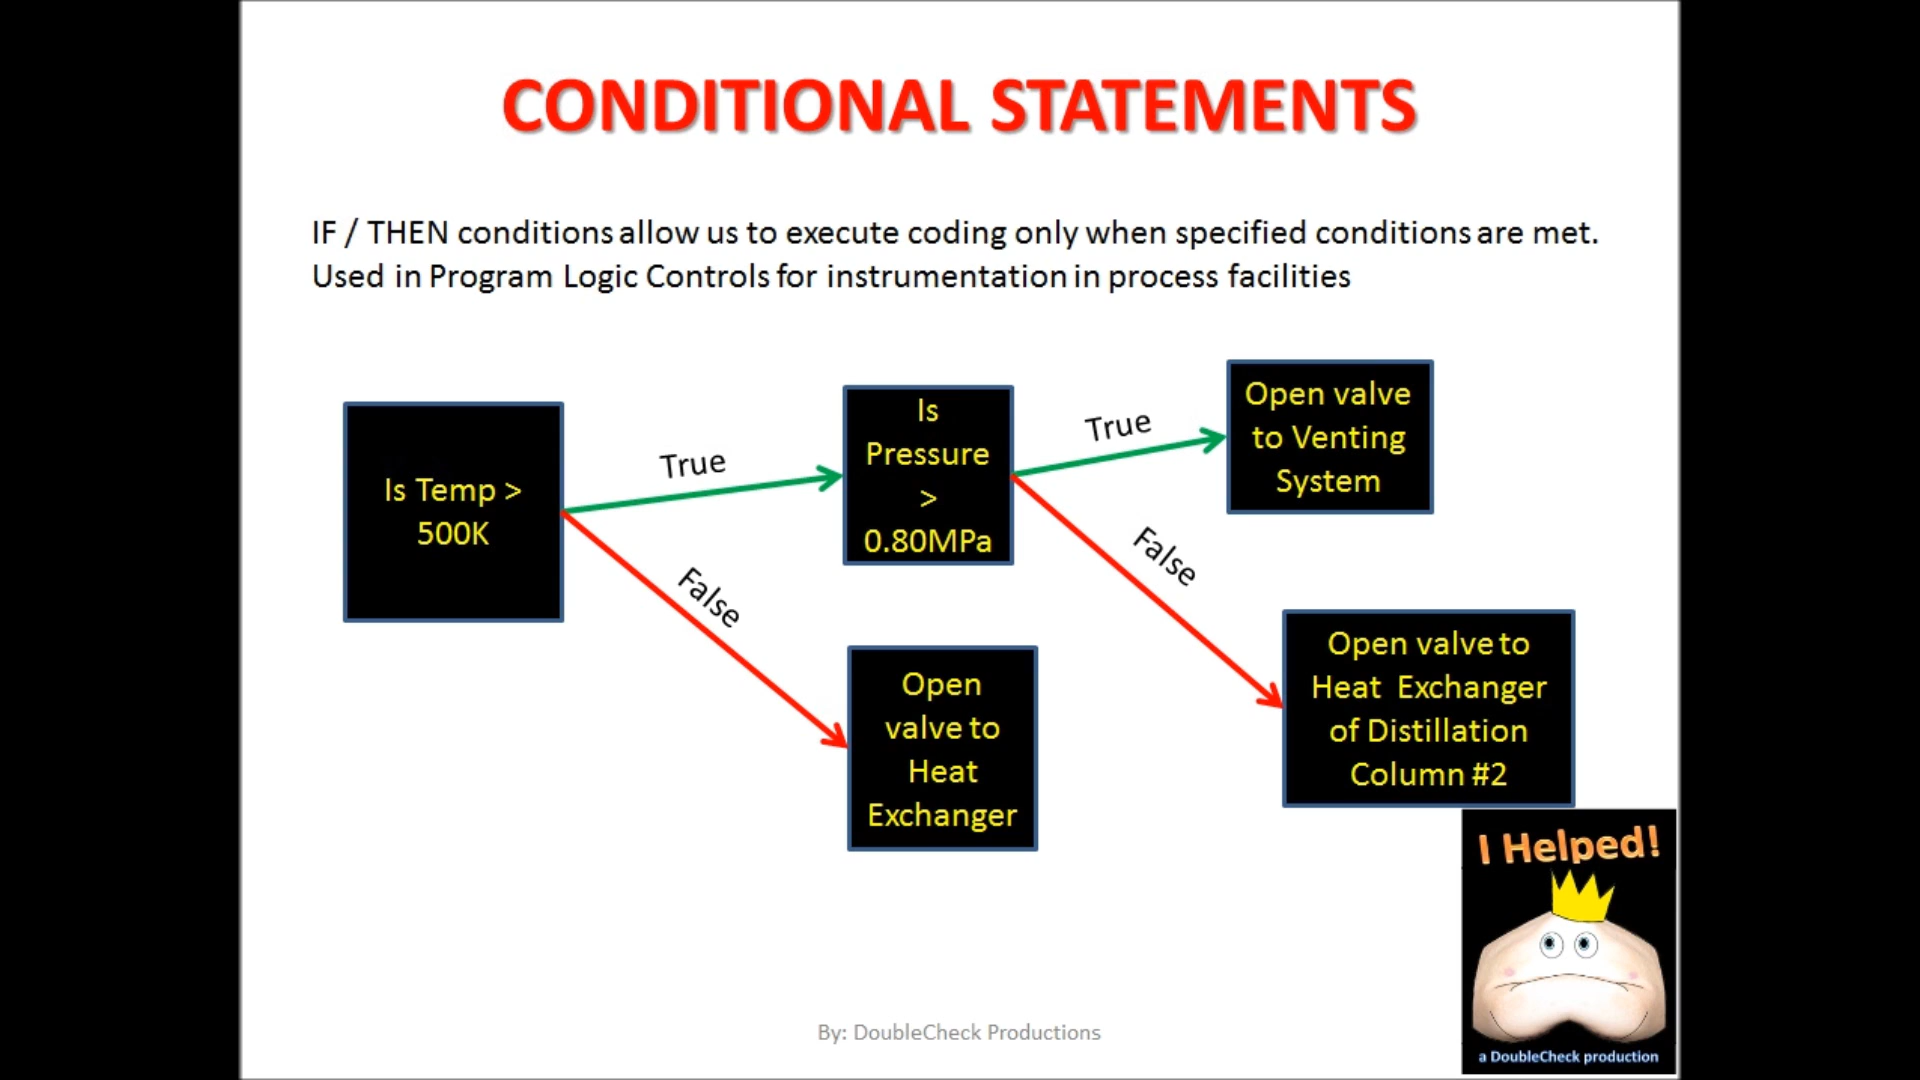 CONDITIONAL STATEMENTS
IF / THEN conditions allow us to execute coding only when specified conditions are met.
Used in Program Logic Controls for instrumentation in process facilities
Is Temp >
500K
True
False
Is
Pressure
>
0.80MPa
True
False
Open valve
to Venting
System
Open
valve to
Heat
Exchanger
Open valve to
Heat Exchanger
of Distillation
Column #2
I Helped!
a DoubleCheck production
By: DoubleCheck Productions